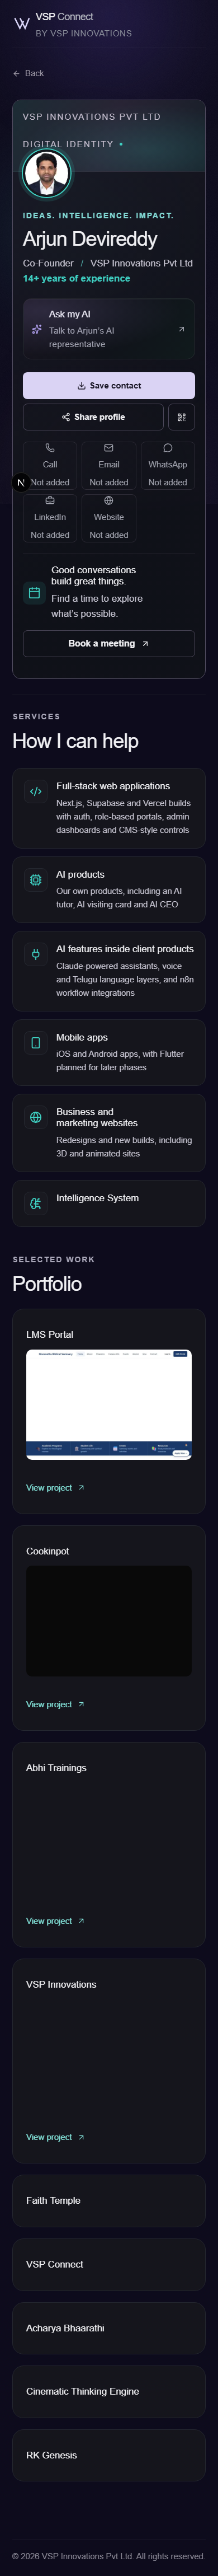 VSP Connect
BY VSP INNOVATIONS
Back
VSP INNOVATIONS PVT LTD
DIGITAL IDENTITY
IDEAS. INTELLIGENCE. IMPACT.
Arjun Devireddy
Co-Founder / VSP Innovations Pvt Ltd
14+ years of experience
Ask my AI
Talk to Arjun's AI
representative
Save contact
Share profile
Call
Not added
Email
Not added
WhatsApp
Not added
N
LinkedIn
Not added
Website
Not added
Good conversations
build great things.
Find a time to explore
what's possible.
Book a meeting
SERVICES
How I can help
Full-stack web applications
Next.js, Supabase and Vercel builds
with auth, role-based portals, admin
dashboards and CMS-style controls
AI products
Our own products, including an AI
tutor, AI visiting card and AI CEO
AI features inside client products
Claude-powered assistants, voice
and Telugu language layers, and n8n
workflow integrations
Mobile apps
iOS and Android apps, with Flutter
planned for later phases
Business and
marketing websites
Redesigns and new builds, including
3D and animated sites
Intelligence System
SELECTED WORK
Portfolio
LMS Portal
View project
Cookinpot
View project
Abhi Trainings
View project
VSP Innovations
View project
Faith Temple
VSP Connect
Acharya Bhaarathi
Cinematic Thinking Engine
RK Genesis
© 2026 VSP Innovations Pvt Ltd. All rights reserved.